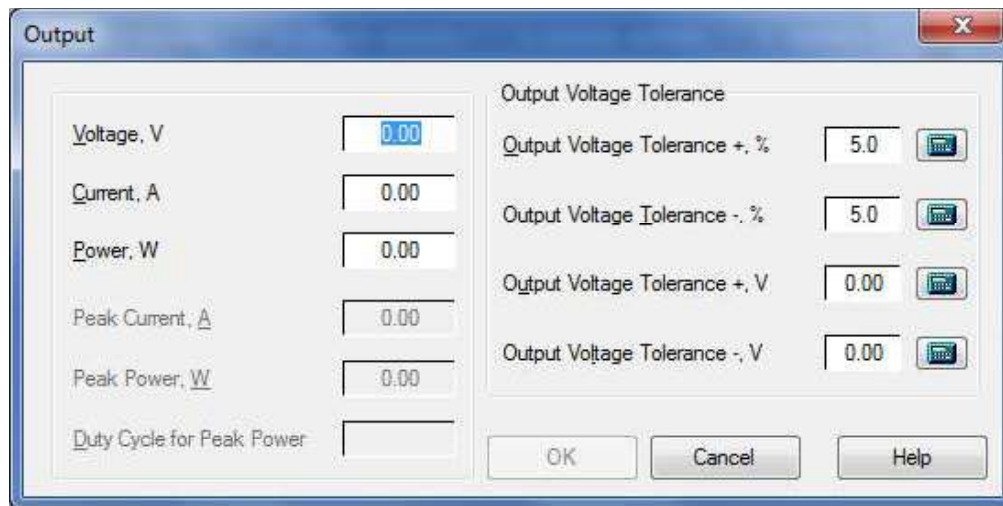 Output
Voltage, V 0.00
Current, A 0.00
Power, W 0.00
Peak Current, A 0.00
Peak Power, W 0.00
Duty Cycle for Peak Power
Output Voltage Tolerance
Output Voltage Tolerance +, % 5.0
Output Voltage Tolerance -, % 5.0
Output Voltage Tolerance +, V 0.00
Output Voltage Tolerance -, V 0.00
OK
Cancel
Help